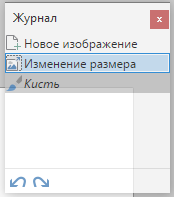 Журнал
Новое изображение
Изменение размера
Кисть